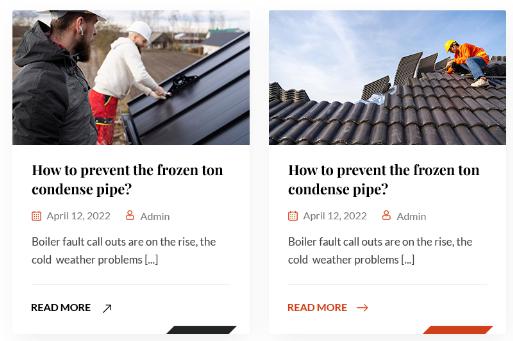 How to prevent the frozen ton
condense pipe?
April 12, 2022 Admin
Boiler fault call outs are on the rise, the
cold weather problems [...]
READ MORE
How to prevent the frozen ton
condense pipe?
April 12, 2022 Admin
Boiler fault call outs are on the rise, the
cold weather problems [...]
READ MORE